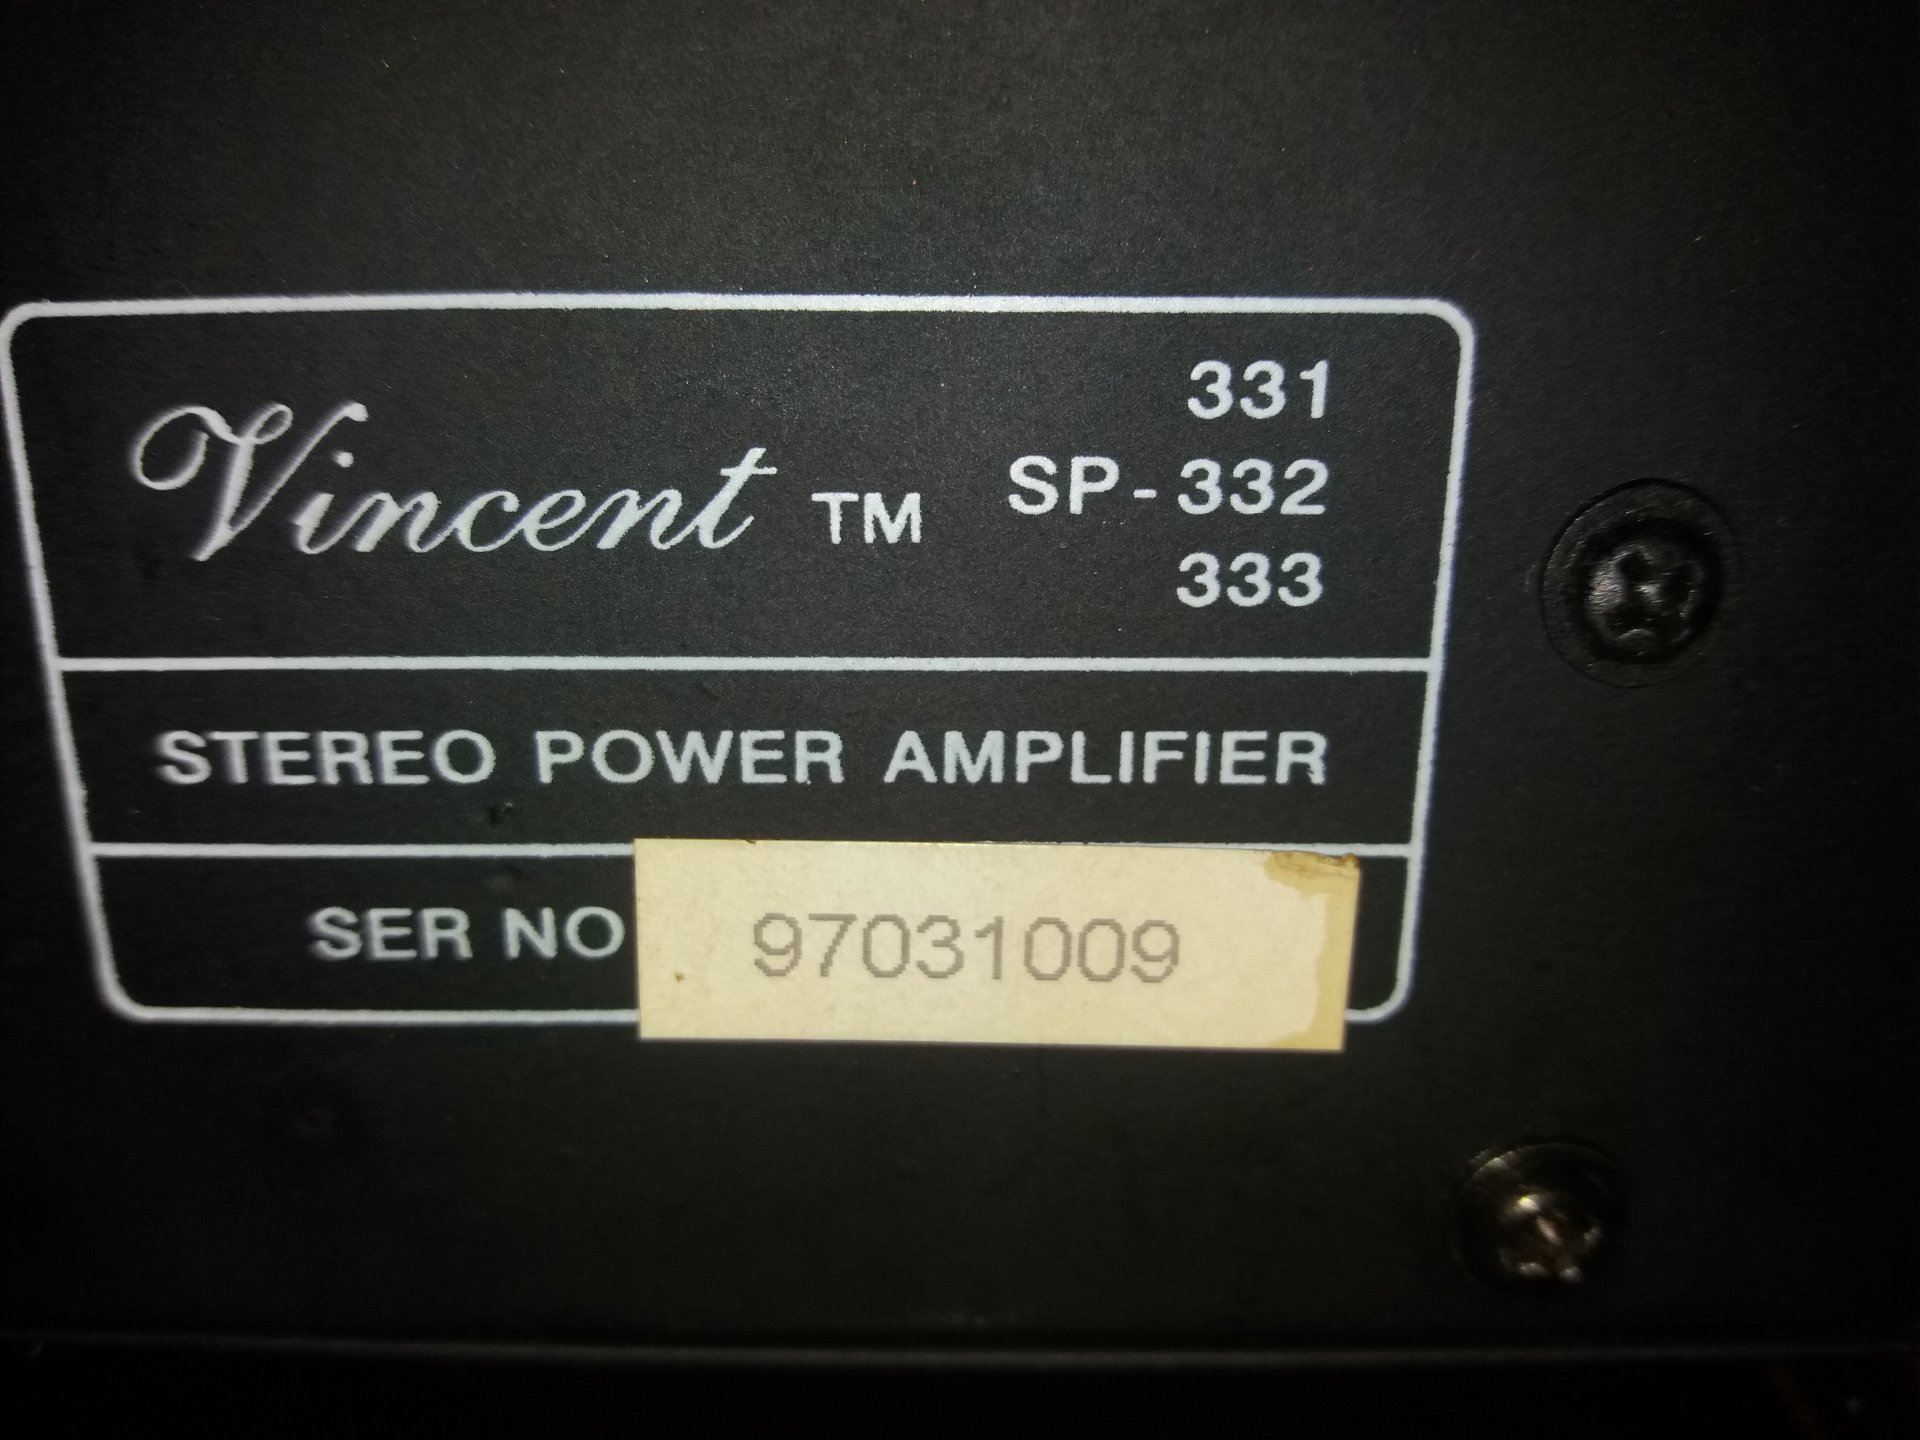 331
Vincent TM SP-332
333
STEREO POWER AMPLIFIER
SER NO 97031009